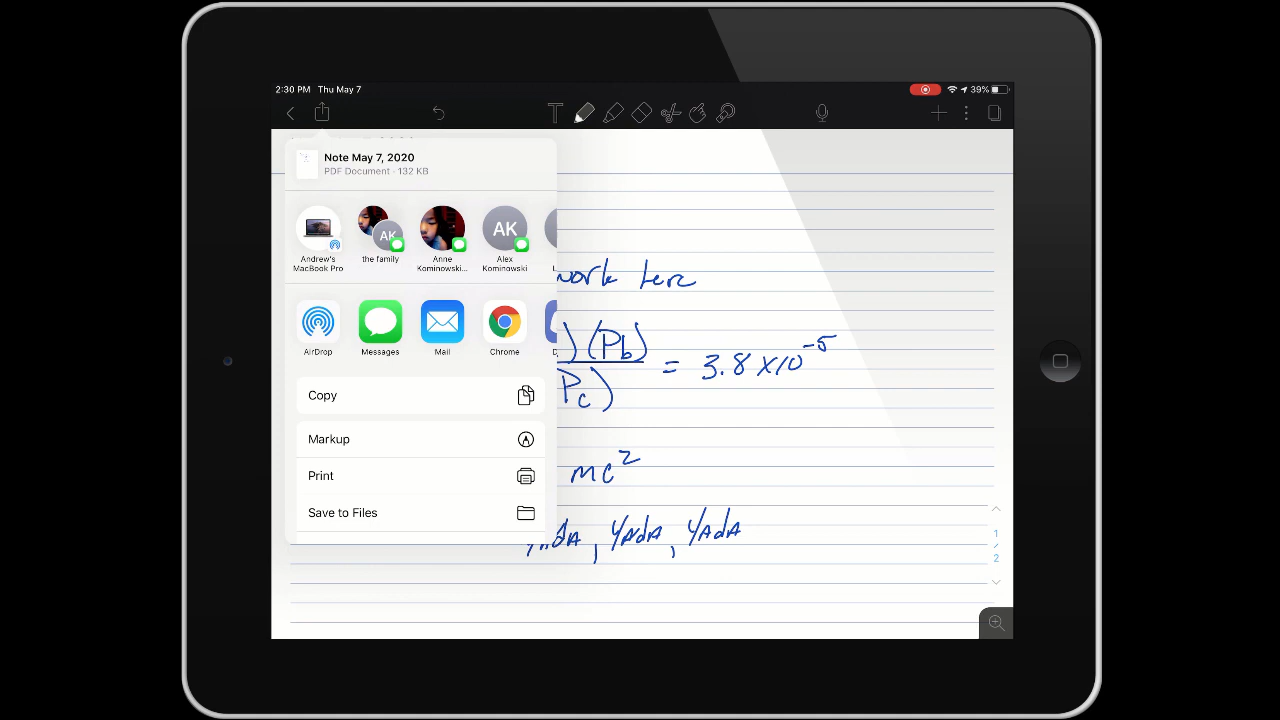 2:30 PM Thu May 7
39%
T
Note May 7, 2020
PDF Document · 132 KB
AK
AK
Andrew's MacBook Pro
the family
Anne Kominowski...
Alex Kominowski
AirDrop
Messages
Mail
Chrome
Copy
Markup
Print
Save to Files
work here
) (Pb) = 3.8 x10⁻⁵
Pc)
mc²
, YAdA, YAdA
1
/
2